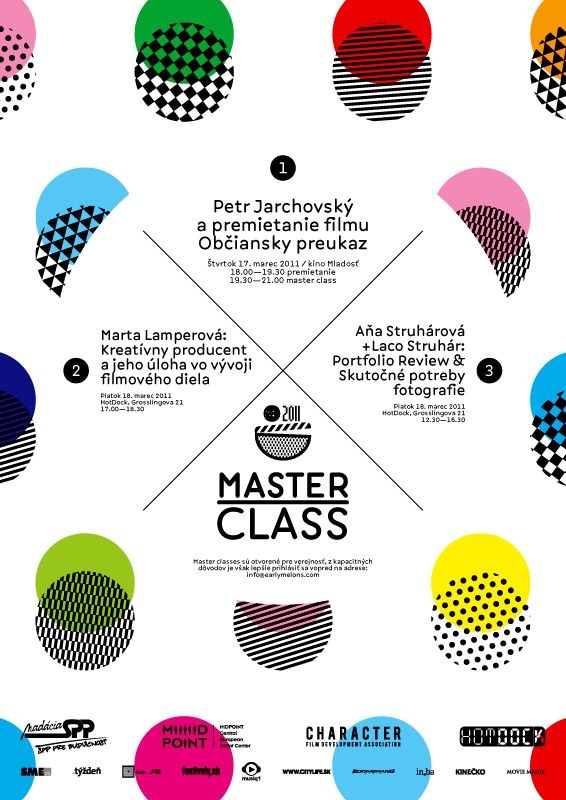 1
Petr Jarchovský
a premietanie filmu
Občiansky preukaz
Štvrtok 17. marec 2011 / kino Mladosť
18.00—19.30 premietanie
19.30—21.00 master class
2
Marta Lamperová:
Kreatívny producent
a jeho úloha vo vývoji
filmového diela
Piatok 18. marec 2011
HotDock, Grosslingova 21
17.00—18.30
Aňa Struhárová
+Laco Struhár:
Portfolio Review &
Skutočné potreby
fotografie
3
Piatok 18. marec 2011
HotDock, Grosslingova 21
12.30—16.30
2011
MASTER
CLASS
Master classes sú otvorené pre verejnosť, z kapacitných
dôvodov je však lepšie prihlásiť sa vopred na adrese:
info@earlymelons.com
nadácia SPP
SPP PRE BUDÚCNOSŤ
MIDPOINT
MIDPOINT
Central
European
Script Center
CHARACTER
FILM DEVELOPMENT ASSOCIATION
HOTDOCK
SME
.týždeň
_FM
festively.sk
musiq1
WWW.CITYLIFE.SK
BOOMERANG
in,ba
KINEČKO
MOVIE MANIA